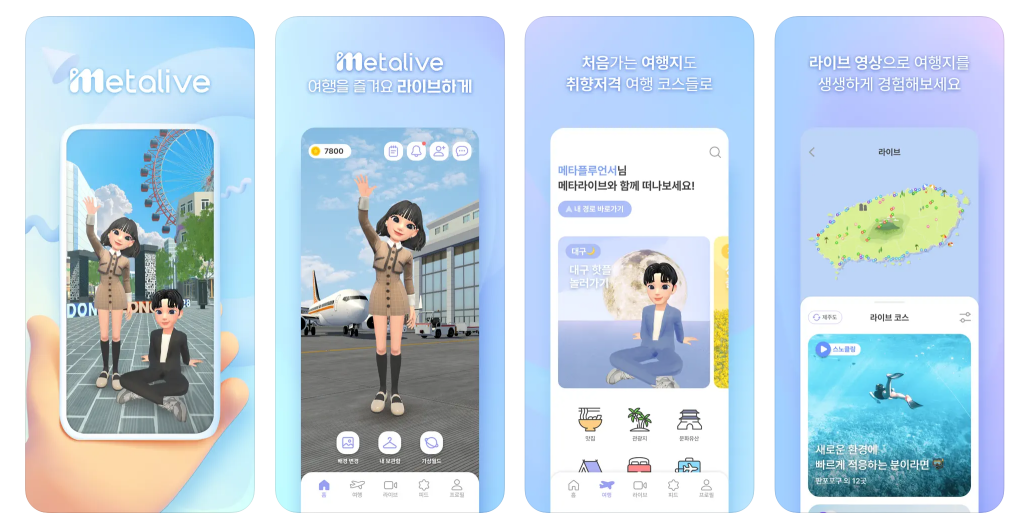 Metalive
DON
ONG
28
Metalive
여행을 즐겨요 라이브하게
7800
배경 변경
내 보관함
가상월드
홈
여행
라이브
피드
프로필
처음가는 여행지도
취향저격 여행 코스들로
메타플루언서님
메타라이브와 함께 떠나보세요!
내 경로 바로가기
대구
대구 핫플
놀러가기
맛집
관광지
문화유산
홈
여행
라이브
피드
프로필
라이브 영상으로 여행지를
생생하게 경험해보세요
라이브
제주도
라이브 코스
스노쿨링
새로운 환경에
빠르게 적응하는 분이라면
판포포구 외 12곳